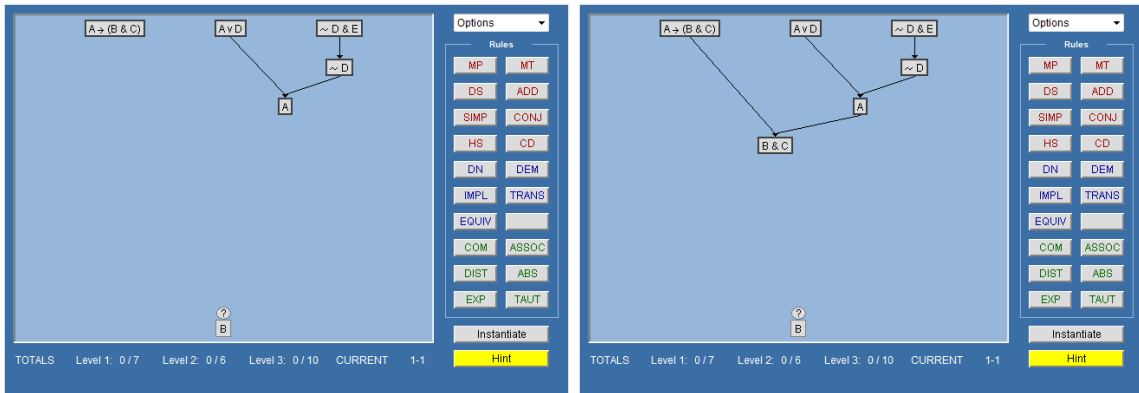 A → (B & C) A v D ~ D & E Options
Rules
~ D MP MT
DS ADD
A
SIMP CONJ
HS CD
DN DEM
IMPL TRANS
EQUIV
COM ASSOC
DIST ABS
EXP TAUT
?
B
Instantiate
TOTALS Level 1: 0 / 7 Level 2: 0 / 6 Level 3: 0 / 10 CURRENT 1-1 Hint
A → (B & C) A v D ~ D & E Options
Rules
~ D MP MT
DS ADD
A
SIMP CONJ
B & C HS CD
DN DEM
IMPL TRANS
EQUIV
COM ASSOC
DIST ABS
EXP TAUT
?
B
Instantiate
TOTALS Level 1: 0 / 7 Level 2: 0 / 6 Level 3: 0 / 10 CURRENT 1-1 Hint